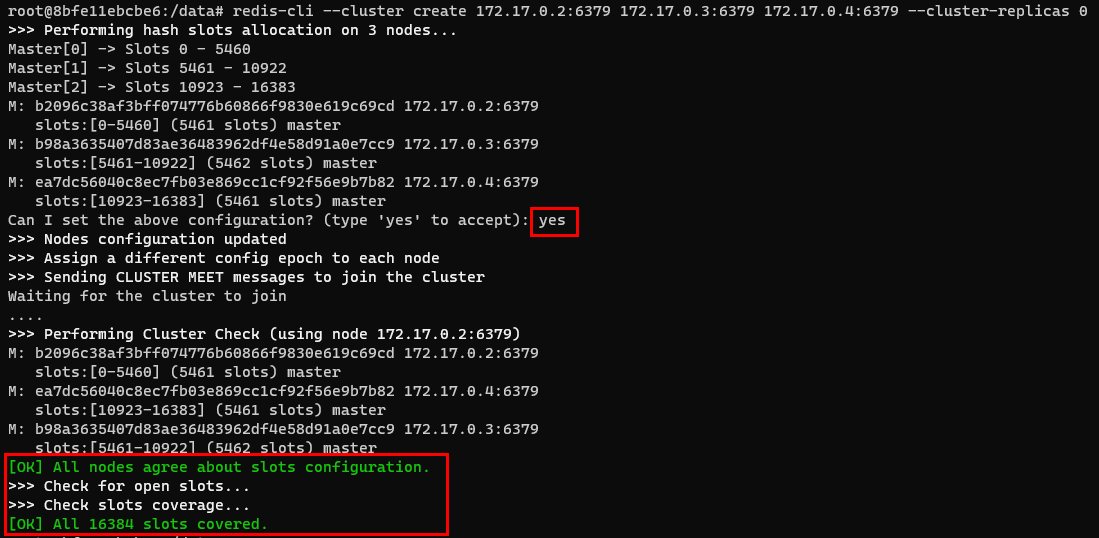 root@8bfe11ebcbe6:/data# redis-cli --cluster create 172.17.0.2:6379 172.17.0.3:6379 172.17.0.4:6379 --cluster-replicas 0
>>> Performing hash slots allocation on 3 nodes...
Master[0] -> Slots 0 - 5460
Master[1] -> Slots 5461 - 10922
Master[2] -> Slots 10923 - 16383
M: b2096c38af3bff074776b60866f9830e619c69cd 172.17.0.2:6379
   slots:[0-5460] (5461 slots) master
M: b98a3635407d83ae36483962df4e58d91a0e7cc9 172.17.0.3:6379
   slots:[5461-10922] (5462 slots) master
M: ea7dc56040c8ec7fb03e869cc1cf92f56e9b7b82 172.17.0.4:6379
   slots:[10923-16383] (5461 slots) master
Can I set the above configuration? (type 'yes' to accept): yes
>>> Nodes configuration updated
>>> Assign a different config epoch to each node
>>> Sending CLUSTER MEET messages to join the cluster
Waiting for the cluster to join
....
>>> Performing Cluster Check (using node 172.17.0.2:6379)
M: b2096c38af3bff074776b60866f9830e619c69cd 172.17.0.2:6379
   slots:[0-5460] (5461 slots) master
M: ea7dc56040c8ec7fb03e869cc1cf92f56e9b7b82 172.17.0.4:6379
   slots:[10923-16383] (5461 slots) master
M: b98a3635407d83ae36483962df4e58d91a0e7cc9 172.17.0.3:6379
   slots:[5461-10922] (5462 slots) master
[OK] All nodes agree about slots configuration.
>>> Check for open slots...
>>> Check slots coverage...
[OK] All 16384 slots covered.